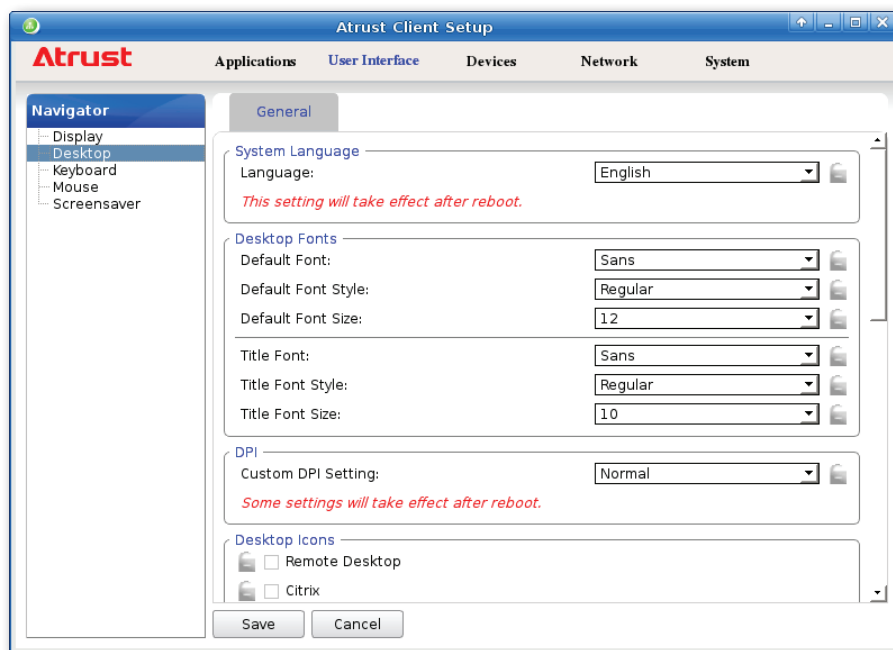 Atrust Client Setup
Atrust
Applications User Interface Devices Network System
Navigator
Display
Desktop
Keyboard
Mouse
Screensaver
General
System Language
Language: English
This setting will take effect after reboot.
Desktop Fonts
Default Font: Sans
Default Font Style: Regular
Default Font Size: 12
Title Font: Sans
Title Font Style: Regular
Title Font Size: 10
DPI
Custom DPI Setting: Normal
Some settings will take effect after reboot.
Desktop Icons
Remote Desktop
Citrix
Save Cancel